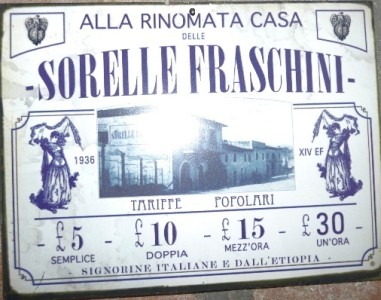 ALLA RINOMATA CASA
DELLE
-SORELLE FRASCHINI-
SORELLE
1936
XIV EF
TARIFFE POPOLARI
- £ 5 - £ 10 - £ 15 - £ 30 -
SEMPLICE DOPPIA MEZZ'ORA UN'ORA
SIGNORINE ITALIANE E DALL'ETIOPIA